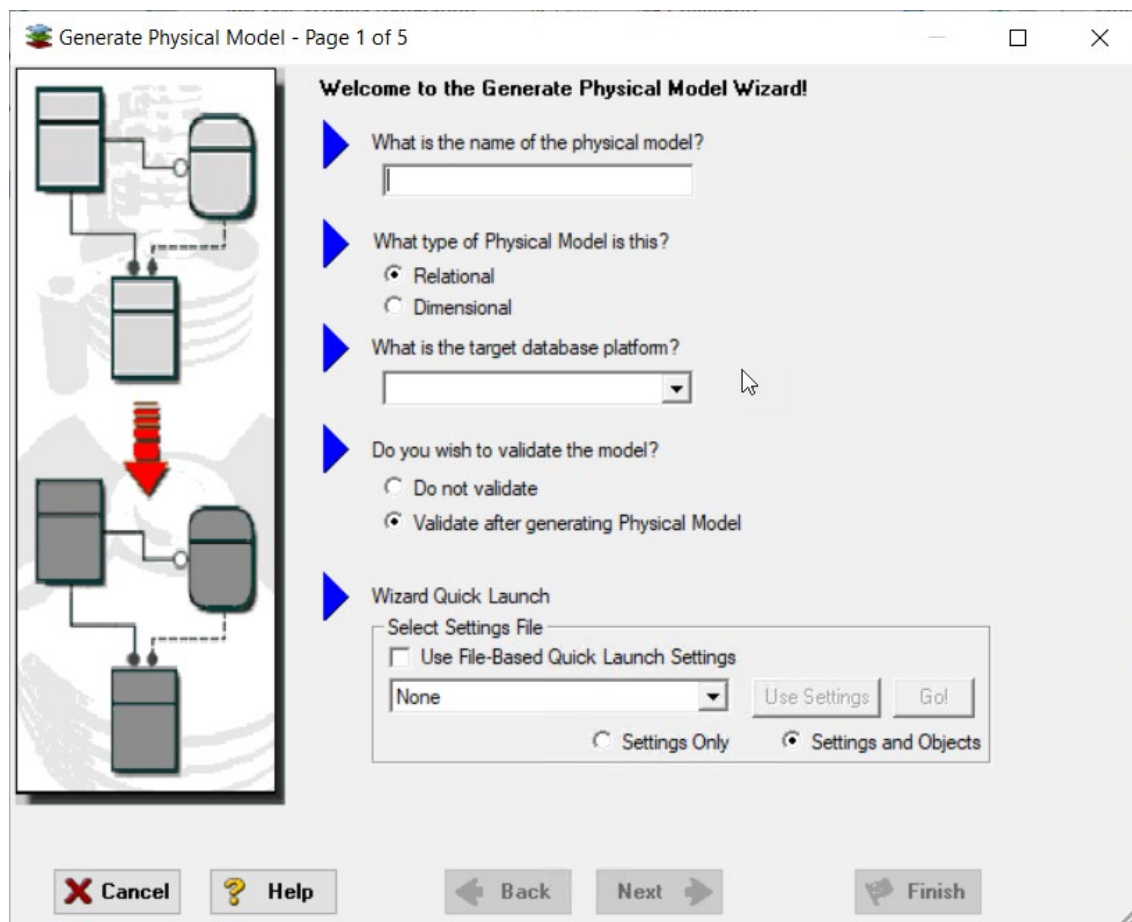 Generate Physical Model - Page 1 of 5
Welcome to the Generate Physical Model Wizard!
What is the name of the physical model?
What type of Physical Model is this?
Relational
Dimensional
What is the target database platform?
Do you wish to validate the model?
Do not validate
Validate after generating Physical Model
Wizard Quick Launch
Select Settings File
Use File-Based Quick Launch Settings
None Use Settings Go!
Settings Only Settings and Objects
Cancel Help Back Next Finish